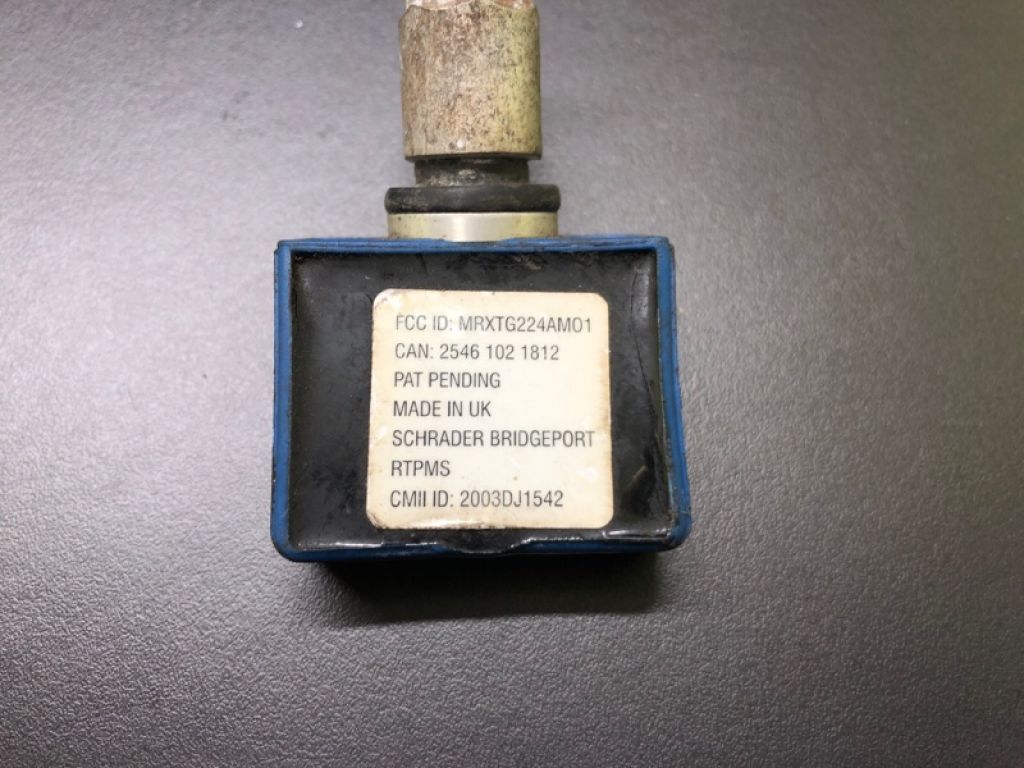 FCC ID: MRXTG224AM01
CAN: 2546 102 1812
PAT PENDING
MADE IN UK
SCHRADER BRIDGEPORT
RTPMS
CMII ID: 2003DJ1542